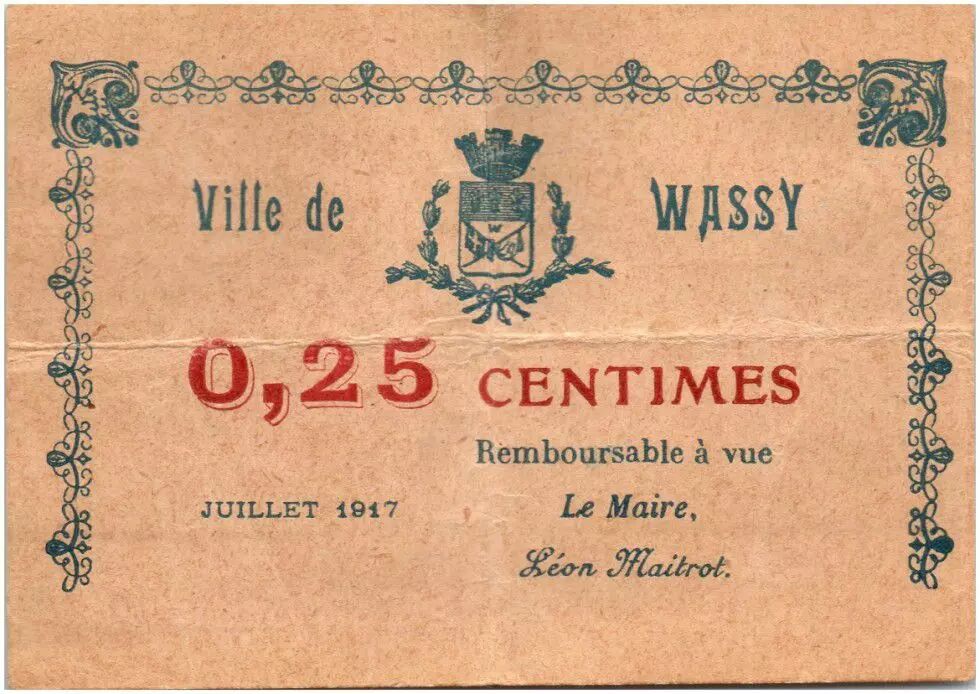 Ville de WASSY
W
0,25 CENTIMES
Remboursable à vue
JUILLET 1917 Le Maire,
Léon Maitrot.